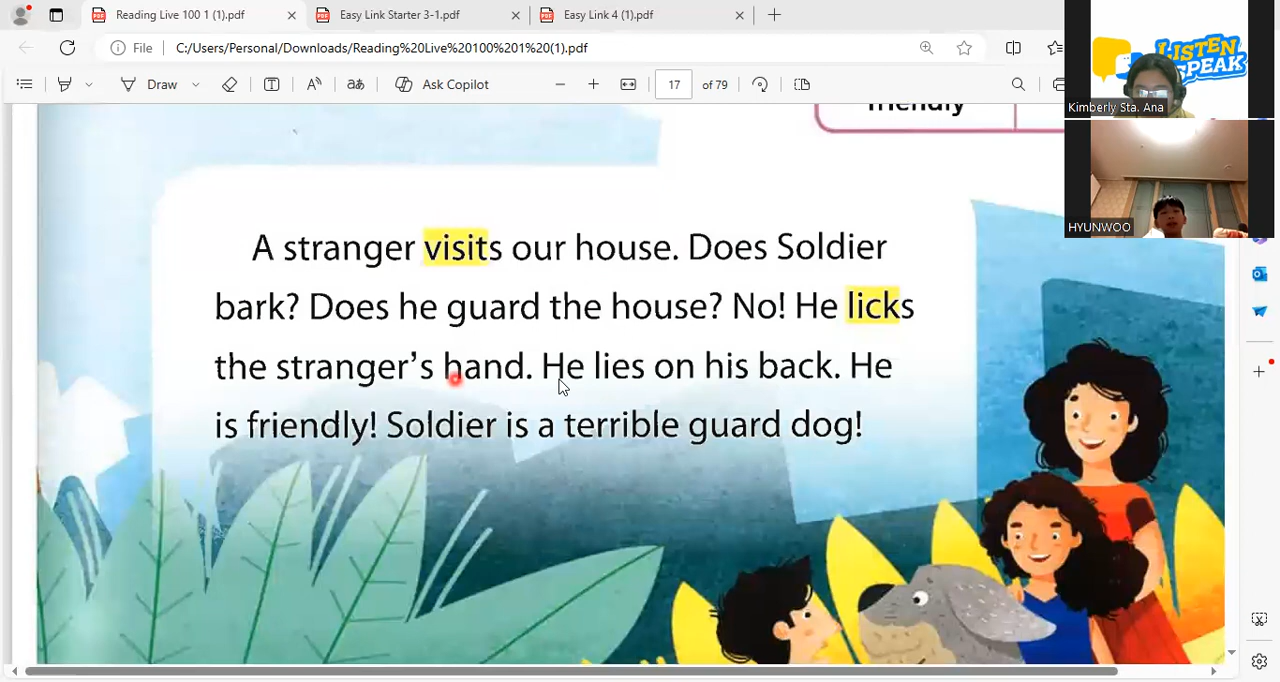 Reading Live 100 1 (1).pdf
Easy Link Starter 3-1.pdf
Easy Link 4 (1).pdf
File
C:/Users/Personal/Downloads/Reading%20Live%20100%201%20(1).pdf
Draw
Ask Copilot
17 of 79
LISTEN
SPEAK
Kimberly Sta. Ana
HYUNWOO
friendly
A stranger visits our house. Does Soldier
bark? Does he guard the house? No! He licks
the stranger's hand. He lies on his back. He
is friendly! Soldier is a terrible guard dog!